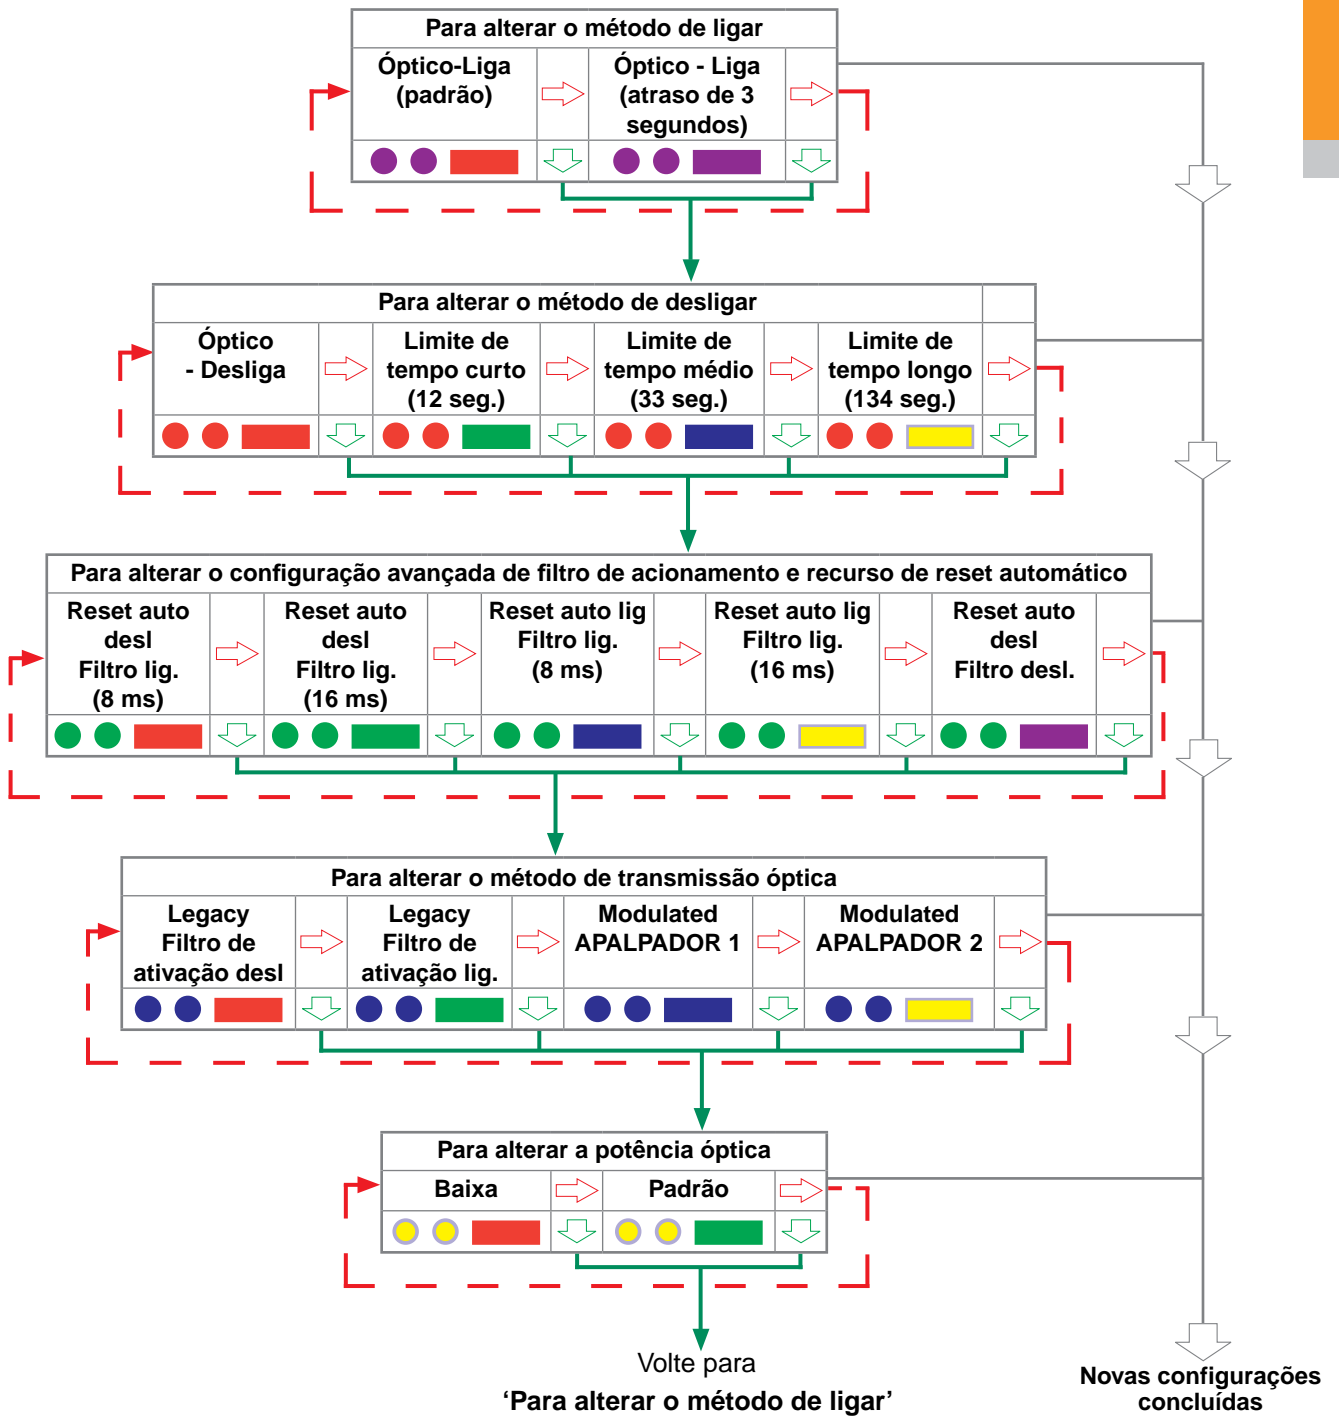 Para alterar o método de ligar
Óptico-Liga
(padrão)
Óptico - Liga
(atraso de 3
segundos)
Para alterar o método de desligar
Óptico
- Desliga
Limite de
tempo curto
(12 seg.)
Limite de
tempo médio
(33 seg.)
Limite de
tempo longo
(134 seg.)
Para alterar o configuração avançada de filtro de acionamento e recurso de reset automático
Reset auto
desl
Filtro lig.
(8 ms)
Reset auto
desl
Filtro lig.
(16 ms)
Reset auto lig
Filtro lig.
(8 ms)
Reset auto lig
Filtro lig.
(16 ms)
Reset auto
desl
Filtro desl.
Para alterar o método de transmissão óptica
Legacy
Filtro de
ativação desl
Legacy
Filtro de
ativação lig.
Modulated
APALPADOR 1
Modulated
APALPADOR 2
Para alterar a potência óptica
Baixa
Padrão
Volte para
‘Para alterar o método de ligar’
Novas configurações
concluídas